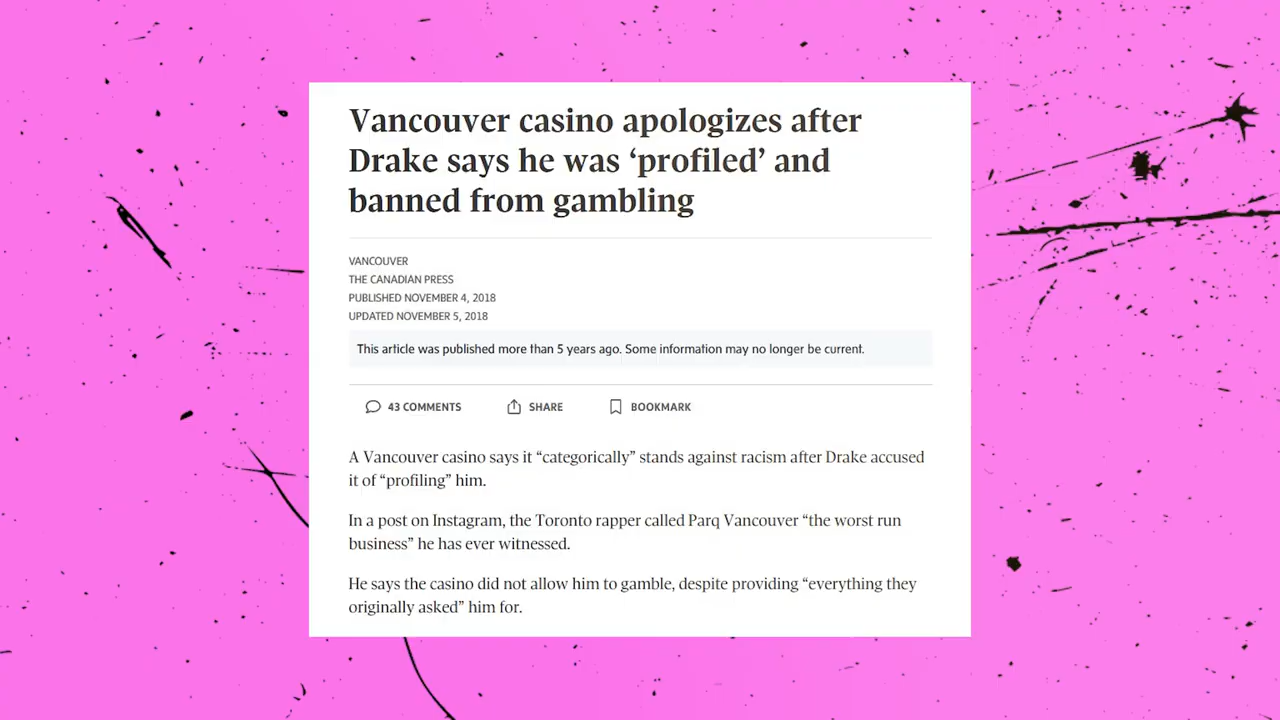 Vancouver casino apologizes after
Drake says he was ‘profiled’ and
banned from gambling
VANCOUVER
THE CANADIAN PRESS
PUBLISHED NOVEMBER 4, 2018
UPDATED NOVEMBER 5, 2018
This article was published more than 5 years ago. Some information may no longer be current.
43 COMMENTS SHARE BOOKMARK
A Vancouver casino says it “categorically” stands against racism after Drake accused
it of “profiling” him.
In a post on Instagram, the Toronto rapper called Parq Vancouver “the worst run
business” he has ever witnessed.
He says the casino did not allow him to gamble, despite providing “everything they
originally asked” him for.